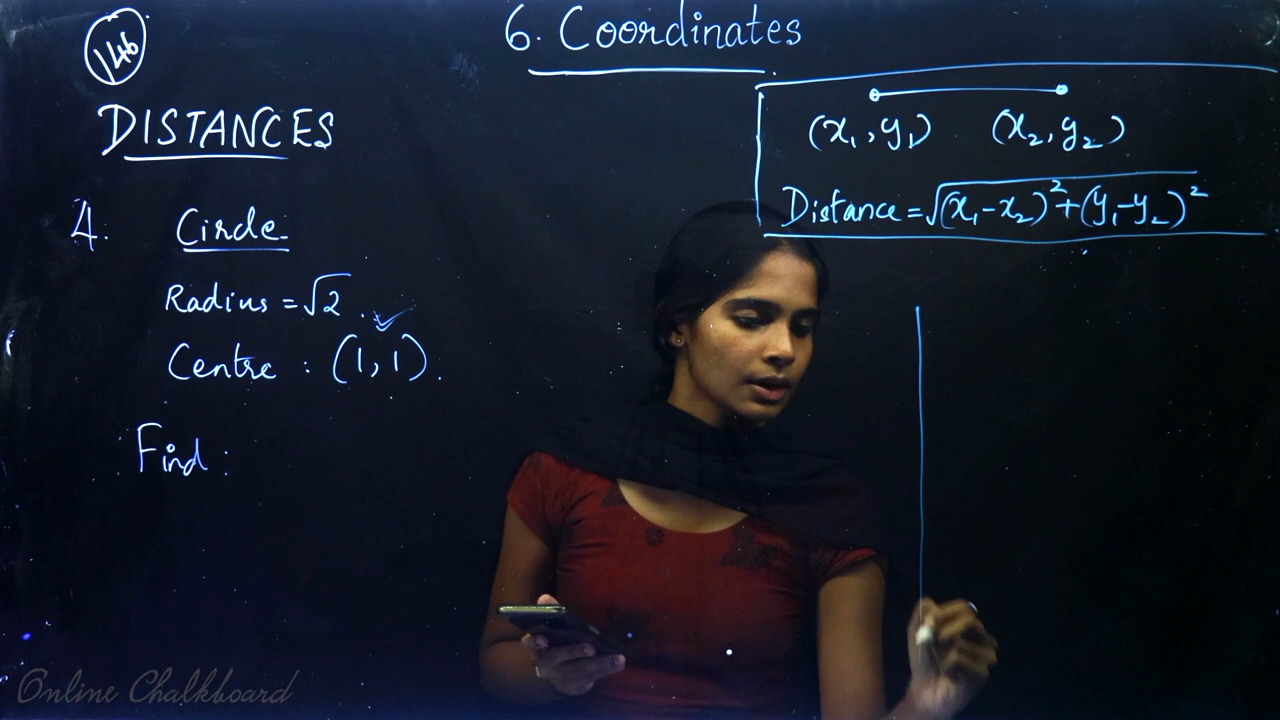 146
6. Coordinates
DISTANCES
(x₁, y₁) (x₂, y₂)
Distance = √(x₁-x₂)² + (y₁-y₂)²
4. Circle
Radius = √2.
Centre : (1, 1).
Find :
Online Chalkboard